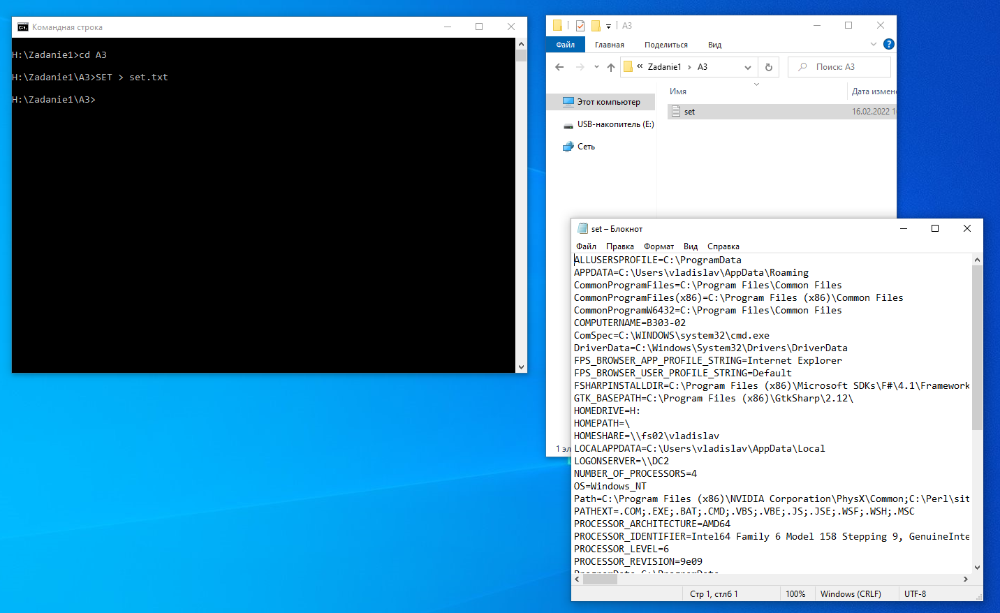 Командная строка
H:\Zadanie1>cd A3
H:\Zadanie1\A3>SET > set.txt
H:\Zadanie1\A3>
A3
Файл Главная Поделиться Вид
« Zadanie1 › A3
Поиск: A3
Имя Дата
Этот компьютер
set 16.02.2022
USB-накопитель (E:)
Сеть
set – Блокнот
Файл Правка Формат Вид Справка
ALLUSERSPROFILE=C:\ProgramData
APPDATA=C:\Users\vladislav\AppData\Roaming
CommonProgramFiles=C:\Program Files\Common Files
CommonProgramFiles(x86)=C:\Program Files (x86)\Common Files
CommonProgramW6432=C:\Program Files\Common Files
COMPUTERNAME=B303-02
ComSpec=C:\WINDOWS\system32\cmd.exe
DriverData=C:\Windows\System32\Drivers\DriverData
FPS_BROWSER_APP_PROFILE_STRING=Internet Explorer
FPS_BROWSER_USER_PROFILE_STRING=Default
FSHARPINSTALLDIR=C:\Program Files (x86)\Microsoft SDKs\F#\4.1\Framework
GTK_BASEPATH=C:\Program Files (x86)\GtkSharp\2.12\
HOMEDRIVE=H:
HOMEPATH=\
HOMESHARE=\\fs02\vladislav
LOCALAPPDATA=C:\Users\vladislav\AppData\Local
LOGONSERVER=\\DC2
NUMBER_OF_PROCESSORS=4
OS=Windows_NT
Path=C:\Program Files (x86)\NVIDIA Corporation\PhysX\Common;C:\Perl\sit
PATHEXT=.COM;.EXE;.BAT;.CMD;.VBS;.VBE;.JS;.JSE;.WSF;.WSH;.MSC
PROCESSOR_ARCHITECTURE=AMD64
PROCESSOR_IDENTIFIER=Intel64 Family 6 Model 158 Stepping 9, GenuineInte
PROCESSOR_LEVEL=6
PROCESSOR_REVISION=9e09
1 эл
Стр 1, стлб 1 100% Windows (CRLF) UTF-8